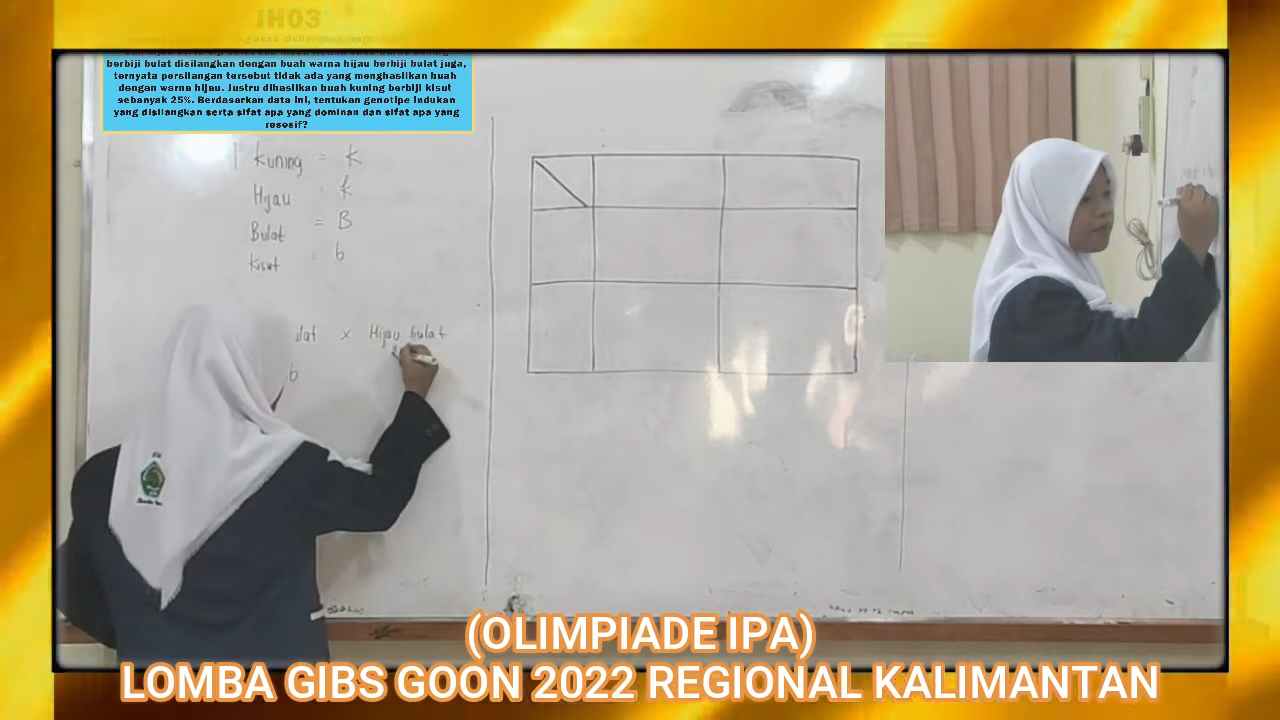 JH03
berbiji bulat disilangkan dengan buah warna hijau berbiji bulat juga,
ternyata persilangan tersebut tidak ada yang menghasilkan buah
dengan warna hijau. Justru dihasilkan buah kuning berbiji kisut
sebanyak 25%. Berdasarkan data ini, tentukan genotipe indukan
yang disilangkan serta sifat apa yang dominan dan sifat apa yang
resesif?
Kuning = K
Hijau : k
Bulat = B
Kisut : b
lat x Hijau bulat
b
(OLIMPIADE IPA)
LOMBA GIBS GOON 2022 REGIONAL KALIMANTAN